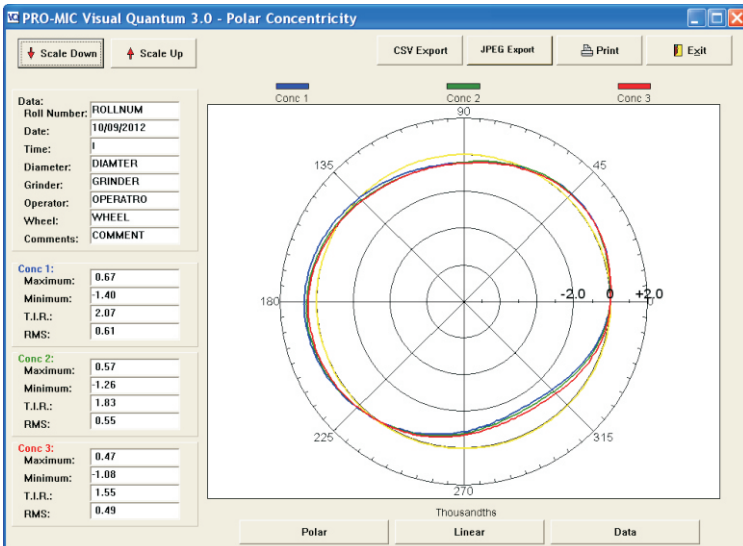 PRO-MIC Visual Quantum 3.0 - Polar Concentricity
Scale Down
Scale Up
CSV Export
JPEG Export
Print
Exit
Data:
Roll Number: ROLLNUM
Date: 10/09/2012
Time: I
Diameter: DIAMTER
Grinder: GRINDER
Operator: OPERATRO
Wheel: WHEEL
Comments: COMMENT
Conc 1:
Maximum: 0.67
Minimum: -1.40
T.I.R.: 2.07
RMS: 0.61
Conc 2:
Maximum: 0.57
Minimum: -1.26
T.I.R.: 1.83
RMS: 0.55
Conc 3:
Maximum: 0.47
Minimum: -1.08
T.I.R.: 1.55
RMS: 0.49
Conc 1
Conc 2
Conc 3
90
135
45
180
-2.0 0 +2.0
0
225
315
270
Thousandths
Polar
Linear
Data